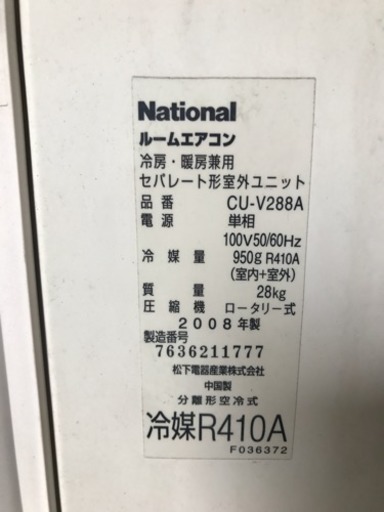 National
ルームエアコン
冷房・暖房兼用
セパレート形室外ユニット
品番 CU-V288A
電源 単相
100V50/60Hz
冷媒量 950g R410A
(室内+室外)
質量 28kg
圧縮機 ロータリー式
2008年製
製造番号
7636211777
松下電器産業株式会社
中国製
分離形空冷式
冷媒R410A
F036372